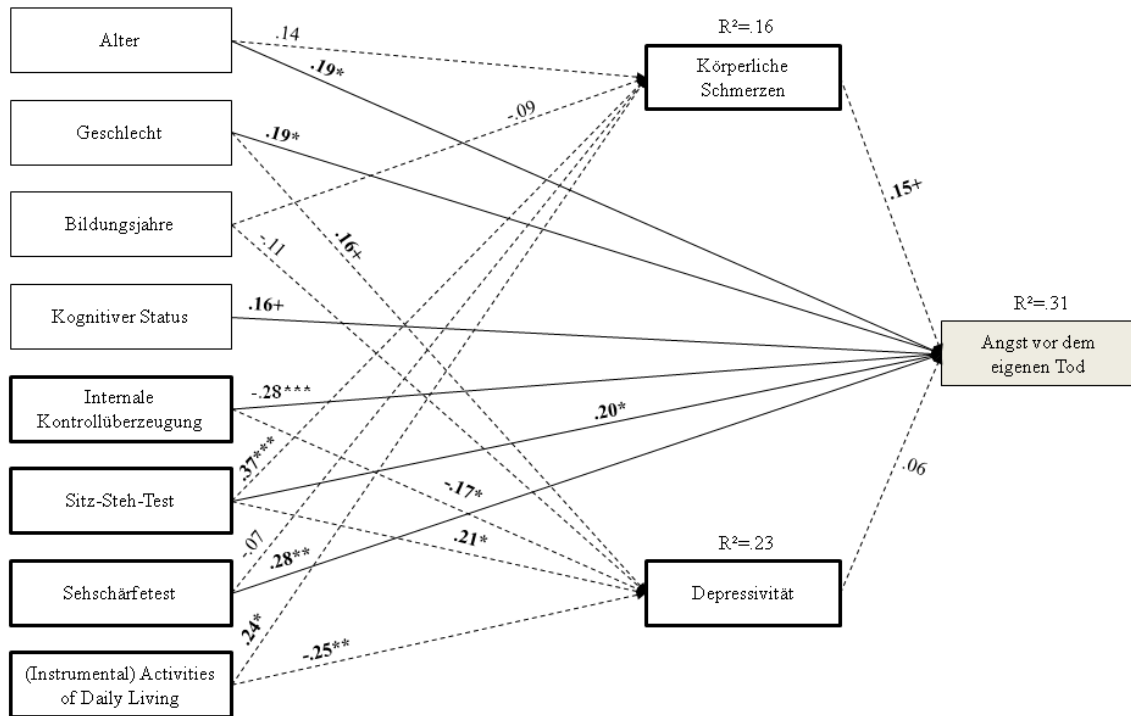 R²=.16
Alter
.14
Körperliche
Schmerzen
.19*
-.09
Geschlecht
.19*
.15+
Bildungsjahre
-.11
.16+
Kognitiver Status
.16+
R²=.31
Angst vor dem
eigenen Tod
Internale
Kontrollüberzeugung
-.28***
.20*
.37***
-.17*
.06
Sitz-Steh-Test
.21*
-.07
R²=.23
Sehschärfetest
.28**
Depressivität
.24*
-.25**
(Instrumental) Activities
of Daily Living